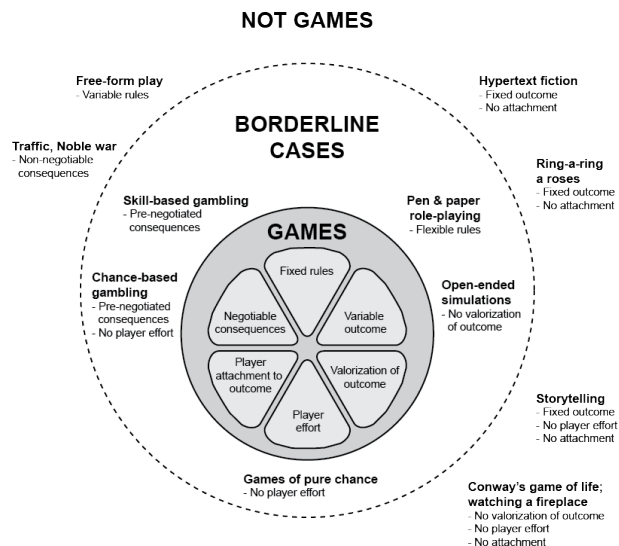 NOT GAMES
Free-form play
- Variable rules
Hypertext fiction
- Fixed outcome
- No attachment
BORDERLINE
CASES
Traffic, Noble war
- Non-negotiable
consequences
Ring-a-ring
a roses
- Fixed outcome
- No attachment
Skill-based gambling
- Pre-negotiated
consequences
Pen & paper
role-playing
- Flexible rules
GAMES
Fixed rules
Chance-based
gambling
- Pre-negotiated
consequences
- No player effort
Negotiable
consequences
Variable
outcome
Open-ended
simulations
- No valorization
of outcome
Player
attachment to
outcome
Valorization of
outcome
Player
effort
Storytelling
- Fixed outcome
- No player effort
- No attachment
Games of pure chance
- No player effort
Conway's game of life;
watching a fireplace
- No valorization of outcome
- No player effort
- No attachment